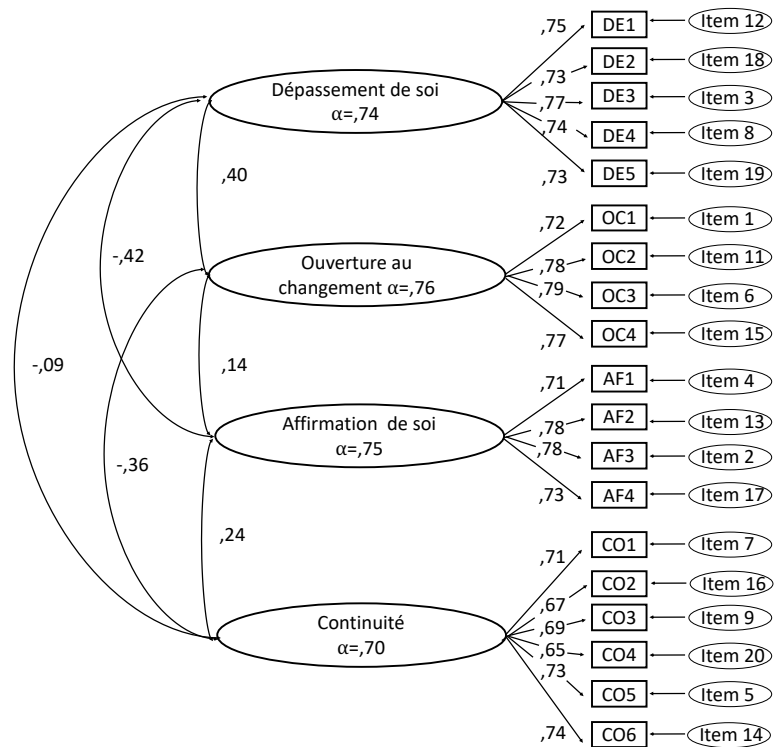 Dépassement de soi
α=,74
,75
DE1
Item 12
,73
DE2
Item 18
,77
DE3
Item 3
,74
DE4
Item 8
,73
DE5
Item 19
,40
-,42
-,09
Ouverture au
changement α=,76
,72
OC1
Item 1
,78
OC2
Item 11
,79
OC3
Item 6
,77
OC4
Item 15
,14
-,36
Affirmation de soi
α=,75
,71
AF1
Item 4
,78
AF2
Item 13
,78
AF3
Item 2
,73
AF4
Item 17
,24
Continuité
α=,70
,71
CO1
Item 7
,67
CO2
Item 16
,69
CO3
Item 9
,65
CO4
Item 20
,73
CO5
Item 5
,74
CO6
Item 14